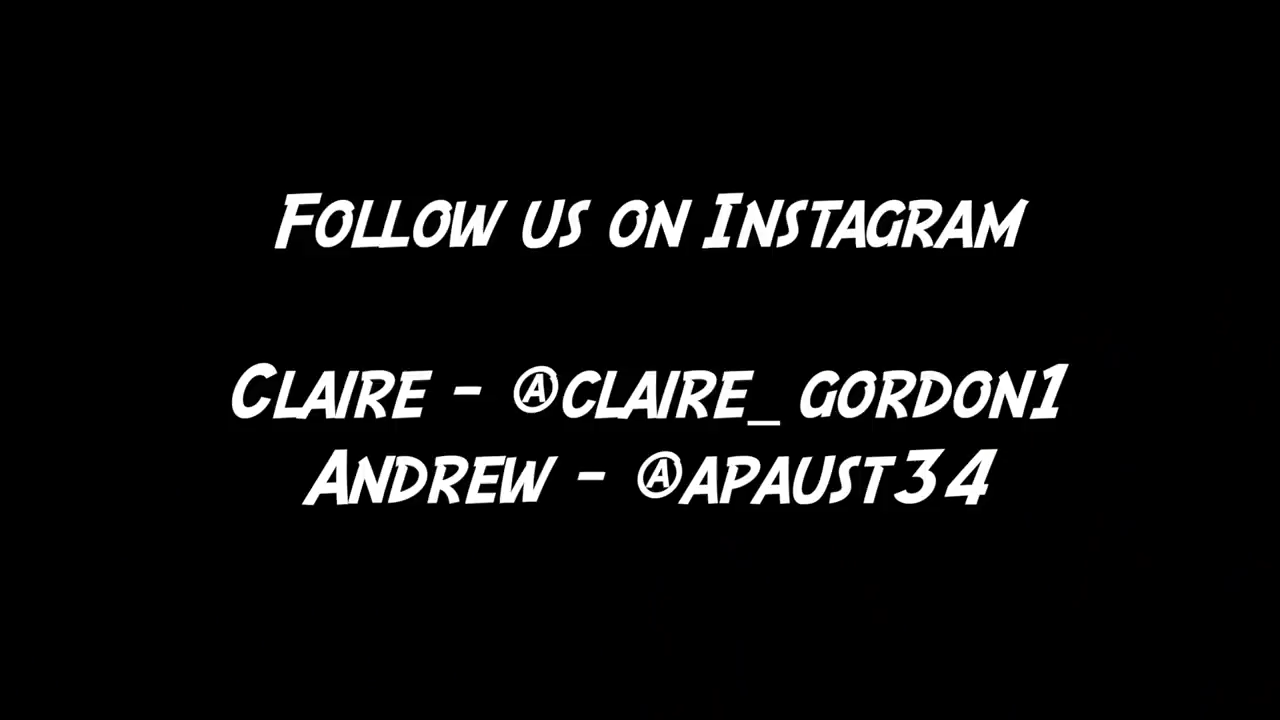 Follow us on Instagram
Claire - @claire_gordon1
Andrew - @apaust34